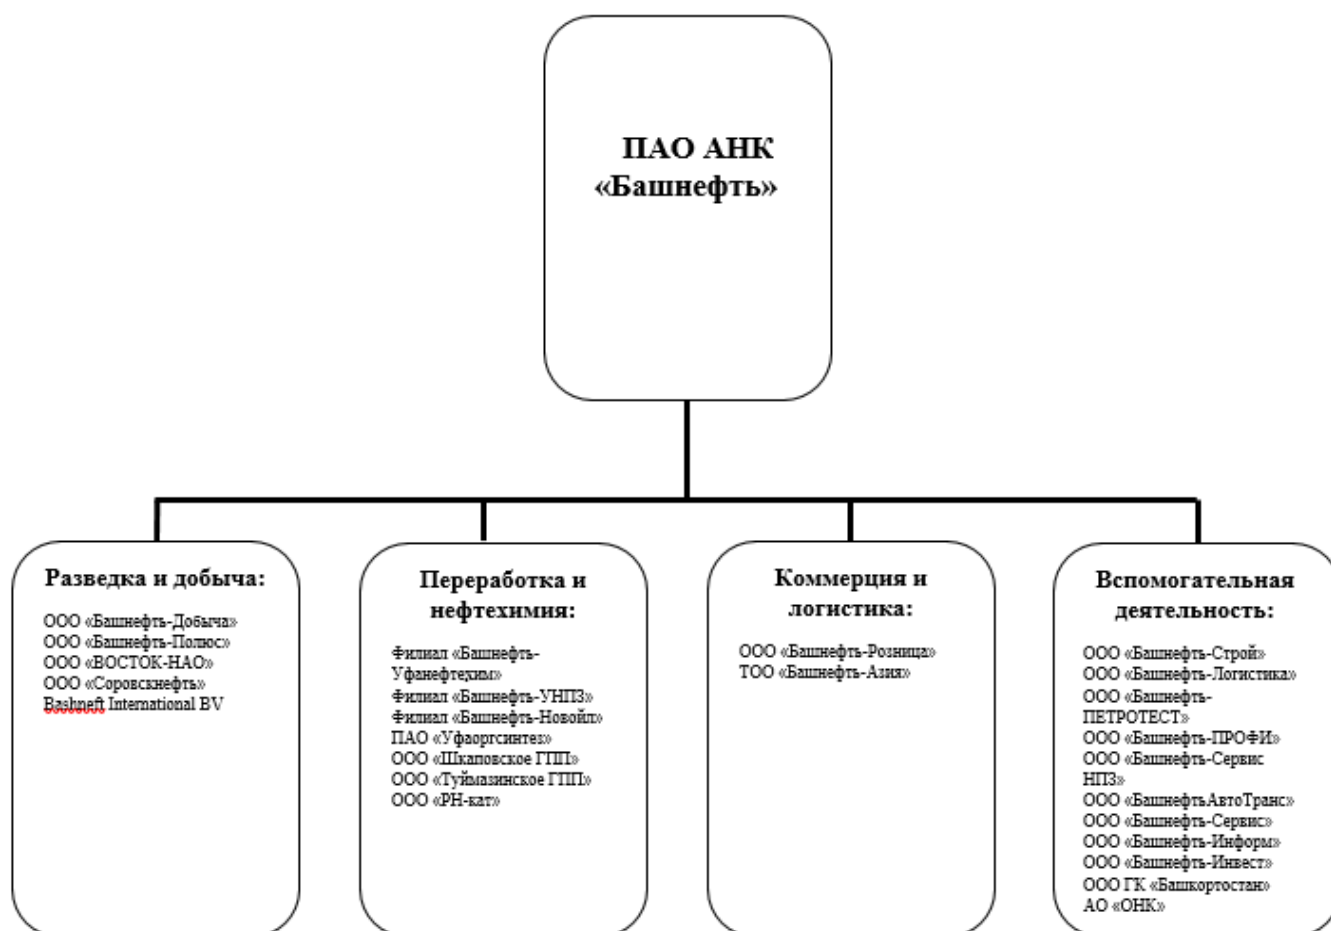 ПАО АНК
«Башнефть»
Разведка и добыча:
ООО «Башнефть-Добыча»
ООО «Башнефть-Полюс»
ООО «ВОСТОК-НАО»
ООО «Соровскнефть»
Bashneft International BV
Переработка и
нефтехимия:
Филиал «Башнефть-
Уфанефтехим»
Филиал «Башнефть-УНПЗ»
Филиал «Башнефть-Новойл»
ПАО «Уфаоргсинтез»
ООО «Шкаповское ГПП»
ООО «Туймазинское ГПП»
ООО «РН-кат»
Коммерция и
логистика:
ООО «Башнефть-Розница»
ТОО «Башнефть-Азия»
Вспомогательная
деятельность:
ООО «Башнефть-Строй»
ООО «Башнефть-Логистика»
ООО «Башнефть-
ПЕТРОТЕСТ»
ООО «Башнефть-ПРОФИ»
ООО «Башнефть-Сервис
НПЗ»
ООО «БашнефтьАвтоТранс»
ООО «Башнефть-Сервис»
ООО «Башнефть-Информ»
ООО «Башнефть-Инвест»
ООО ГК «Башкортостан»
АО «ОНК»